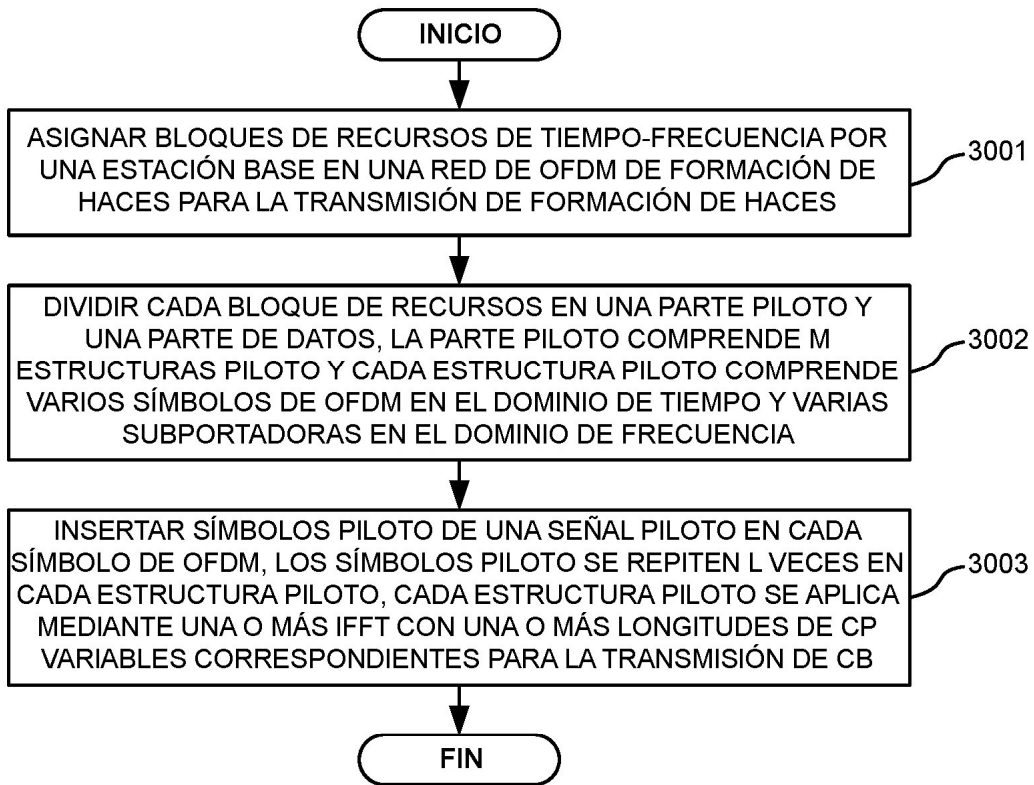 INICIO
ASIGNAR BLOQUES DE RECURSOS DE TIEMPO-FRECUENCIA POR
UNA ESTACIÓN BASE EN UNA RED DE OFDM DE FORMACIÓN DE
HACES PARA LA TRANSMISIÓN DE FORMACIÓN DE HACES
3001
DIVIDIR CADA BLOQUE DE RECURSOS EN UNA PARTE PILOTO Y
UNA PARTE DE DATOS, LA PARTE PILOTO COMPRENDE M
ESTRUCTURAS PILOTO Y CADA ESTRUCTURA PILOTO COMPRENDE
VARIOS SÍMBOLOS DE OFDM EN EL DOMINIO DE TIEMPO Y VARIAS
SUBPORTADORAS EN EL DOMINIO DE FRECUENCIA
3002
INSERTAR SÍMBOLOS PILOTO DE UNA SEÑAL PILOTO EN CADA
SÍMBOLO DE OFDM, LOS SÍMBOLOS PILOTO SE REPITEN L VECES EN
CADA ESTRUCTURA PILOTO, CADA ESTRUCTURA PILOTO SE APLICA
MEDIANTE UNA O MÁS IFFT CON UNA O MÁS LONGITUDES DE CP
VARIABLES CORRESPONDIENTES PARA LA TRANSMISIÓN DE CB
3003
FIN